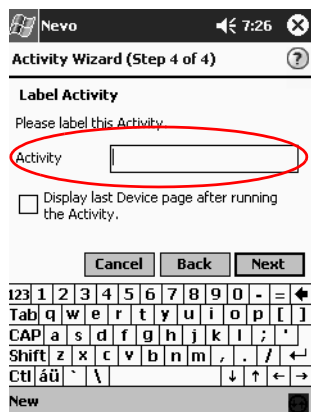 Nevo 7:26
Activity Wizard (Step 4 of 4) ?
Label Activity
Please label this Activity.
Activity
Display last Device page after running
the Activity.
Cancel Back Next
123 1 2 3 4 5 6 7 8 9 0 - =
Tab q w e r t y u i o p [ ]
CAP a s d f g h j k l ; '
Shift z x c v b n m , . /
Ctl áü ` \
New